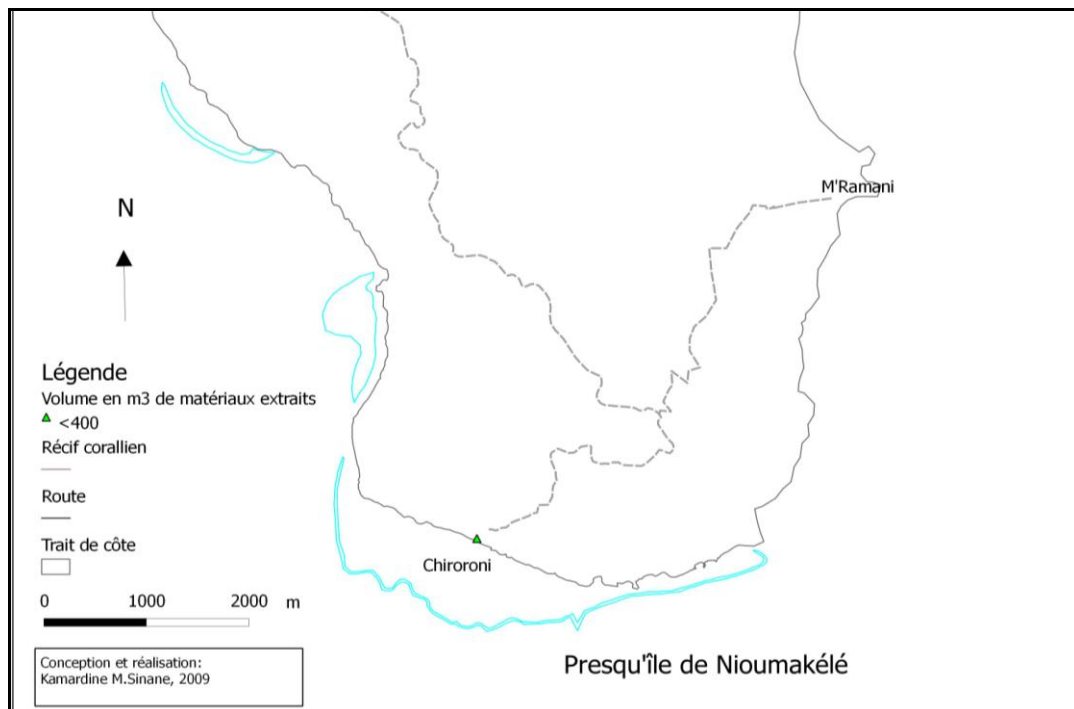 M'Ramani
N
Légende
Volume en m3 de matériaux extraits
<400
Récif corallien
Route
Trait de côte
0 1000 2000 m
Chiroroni
Conception et réalisation:
Kamardine M.Sinane, 2009
Presqu'île de Nioumakélé